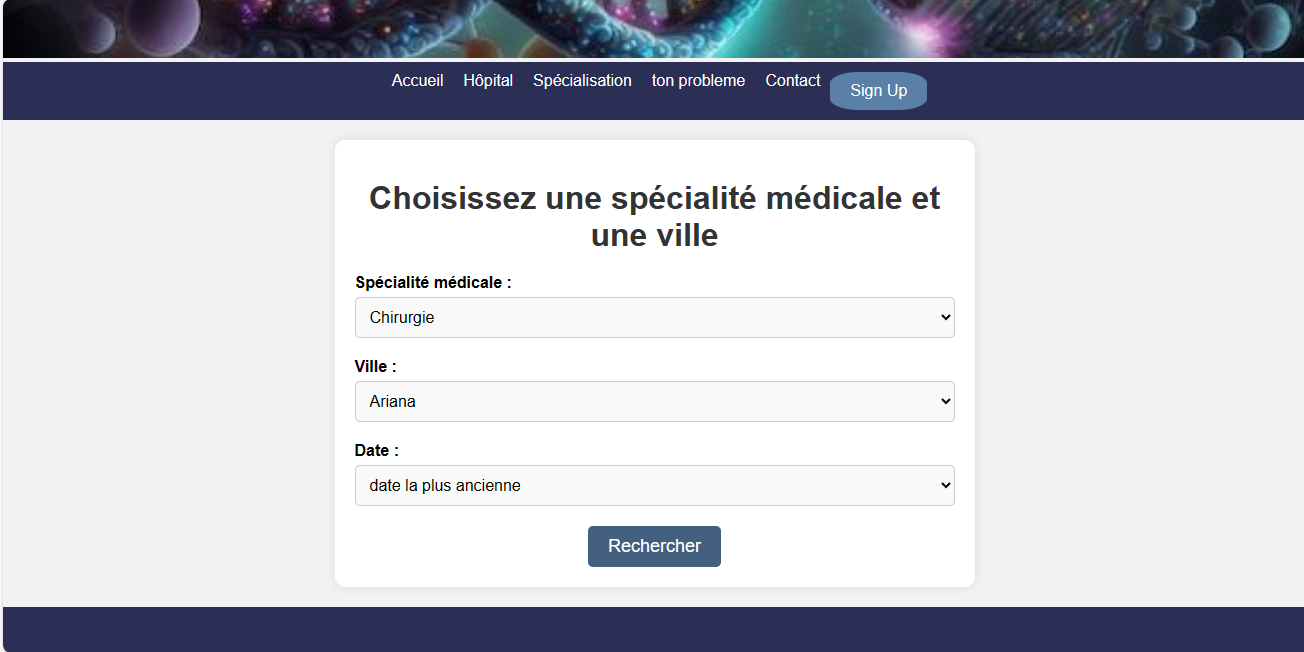 Accueil Hôpital Spécialisation ton probleme Contact Sign Up
Choisissez une spécialité médicale et
une ville
Spécialité médicale :
Chirurgie
Ville :
Ariana
Date :
date la plus ancienne
Rechercher